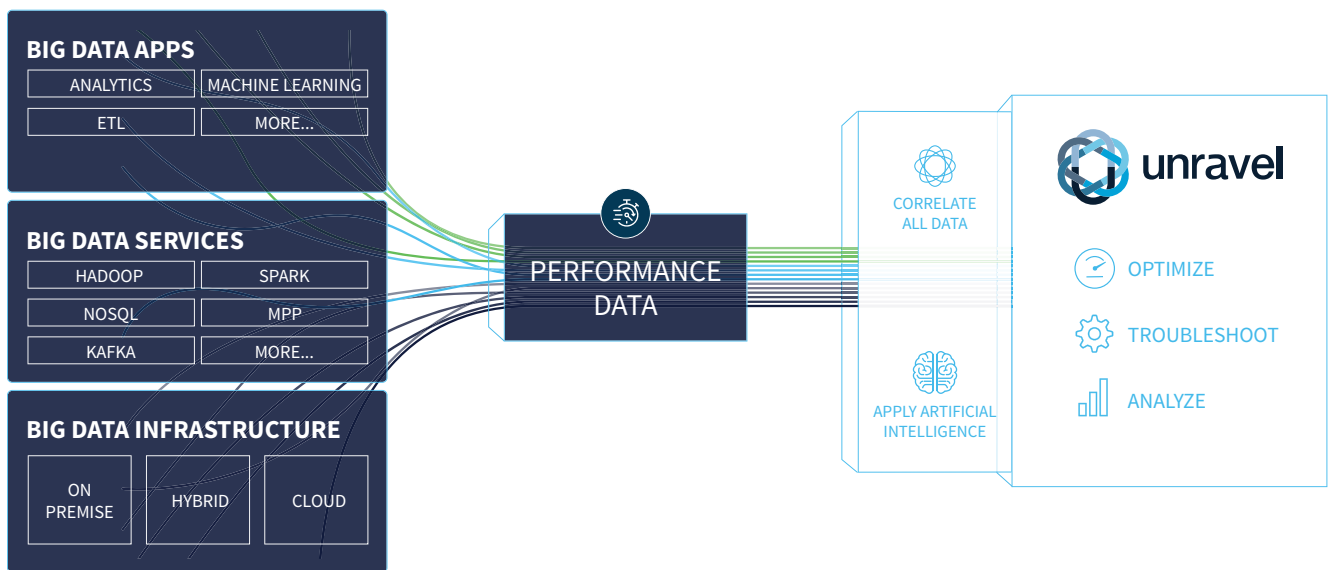 BIG DATA APPS
ANALYTICS
MACHINE LEARNING
ETL
MORE...
BIG DATA SERVICES
HADOOP
SPARK
NOSQL
MPP
KAFKA
MORE...
BIG DATA INFRASTRUCTURE
ON
PREMISE
HYBRID
CLOUD
PERFORMANCE
DATA
CORRELATE
ALL DATA
APPLY ARTIFICIAL
INTELLIGENCE
unravel
OPTIMIZE
TROUBLESHOOT
ANALYZE